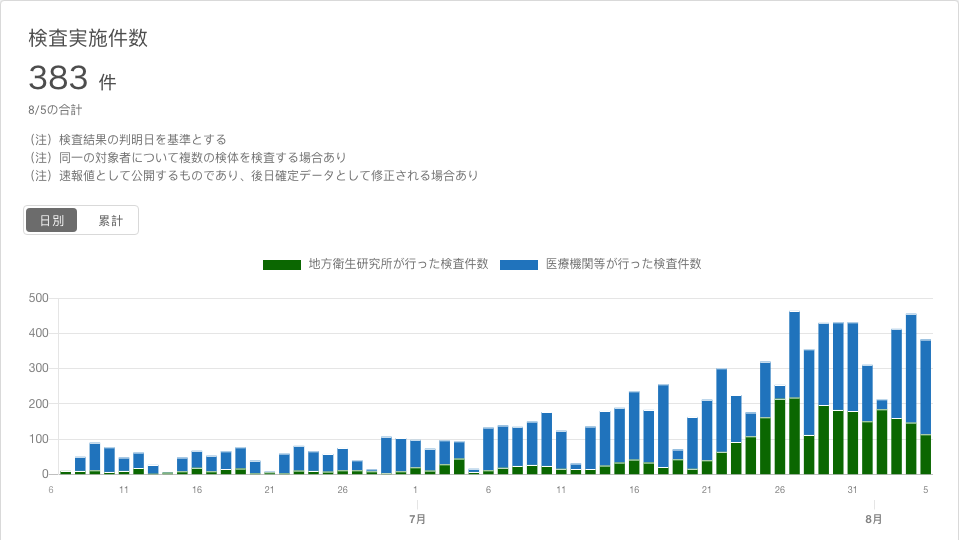 検査実施件数
383 件
8/5の合計
（注）検査結果の判明日を基準とする
（注）同一の対象者について複数の検体を検査する場合あり
（注）速報値として公開するものであり、後日確定データとして修正される場合あり
日別 累計
地方衛生研究所が行った検査件数 医療機関等が行った検査件数
500
400
300
200
100
0
6 11 16 21 26 1 6 11 16 21 26 31 5
7月 8月